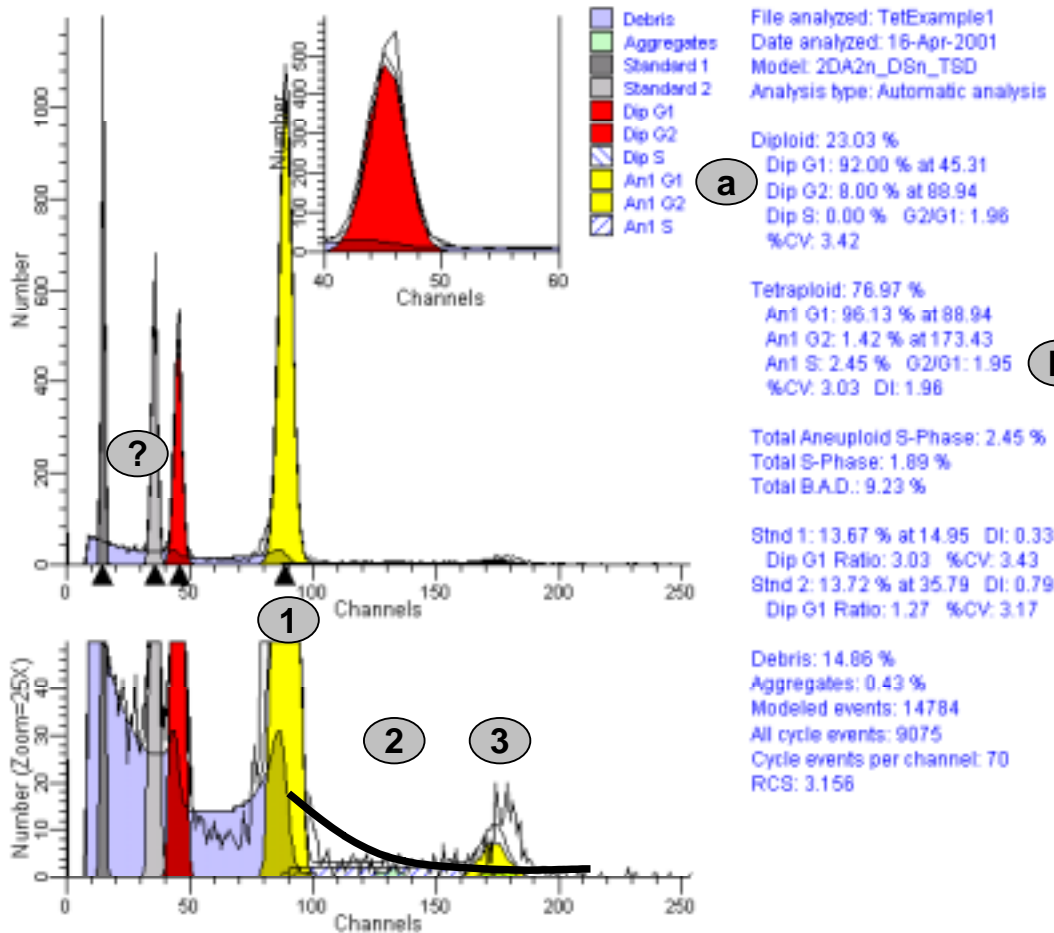 1000
800
600
400
200
0
Number
?
0
50
100
150
200
250
Channels
500
400
300
200
100
0
Number
40
50
60
Channels
Debris
Aggregates
Standard 1
Standard 2
Dip G1
Dip G2
Dip S
An1 G1
An1 G2
An1 S
a
File analyzed: TetExample1
Date analyzed: 16-Apr-2001
Model: 2DA2n_DSn_TSD
Analysis type: Automatic analysis
Diploid: 23.03 %
Dip G1: 92.00 % at 45.31
Dip G2: 8.00 % at 88.94
Dip S: 0.00 % G2/G1: 1.96
%CV: 3.42
Tetraploid: 76.97 %
An1 G1: 96.13 % at 88.94
An1 G2: 1.42 % at 173.43
An1 S: 2.45 % G2/G1: 1.95
%CV: 3.03 DI: 1.96
Total Aneuploid S-Phase: 2.45 %
Total S-Phase: 1.89 %
Total B.A.D.: 9.23 %
Stnd 1: 13.67 % at 14.95 DI: 0.33
Dip G1 Ratio: 3.03 %CV: 3.43
Stnd 2: 13.72 % at 35.79 DI: 0.79
Dip G1 Ratio: 1.27 %CV: 3.17
Debris: 14.86 %
Aggregates: 0.43 %
Modeled events: 14784
All cycle events: 9075
Cycle events per channel: 70
RCS: 3.156
1
2
3
40
30
20
10
0
Number (Zoom=25X)
0
50
100
150
200
250
Channels